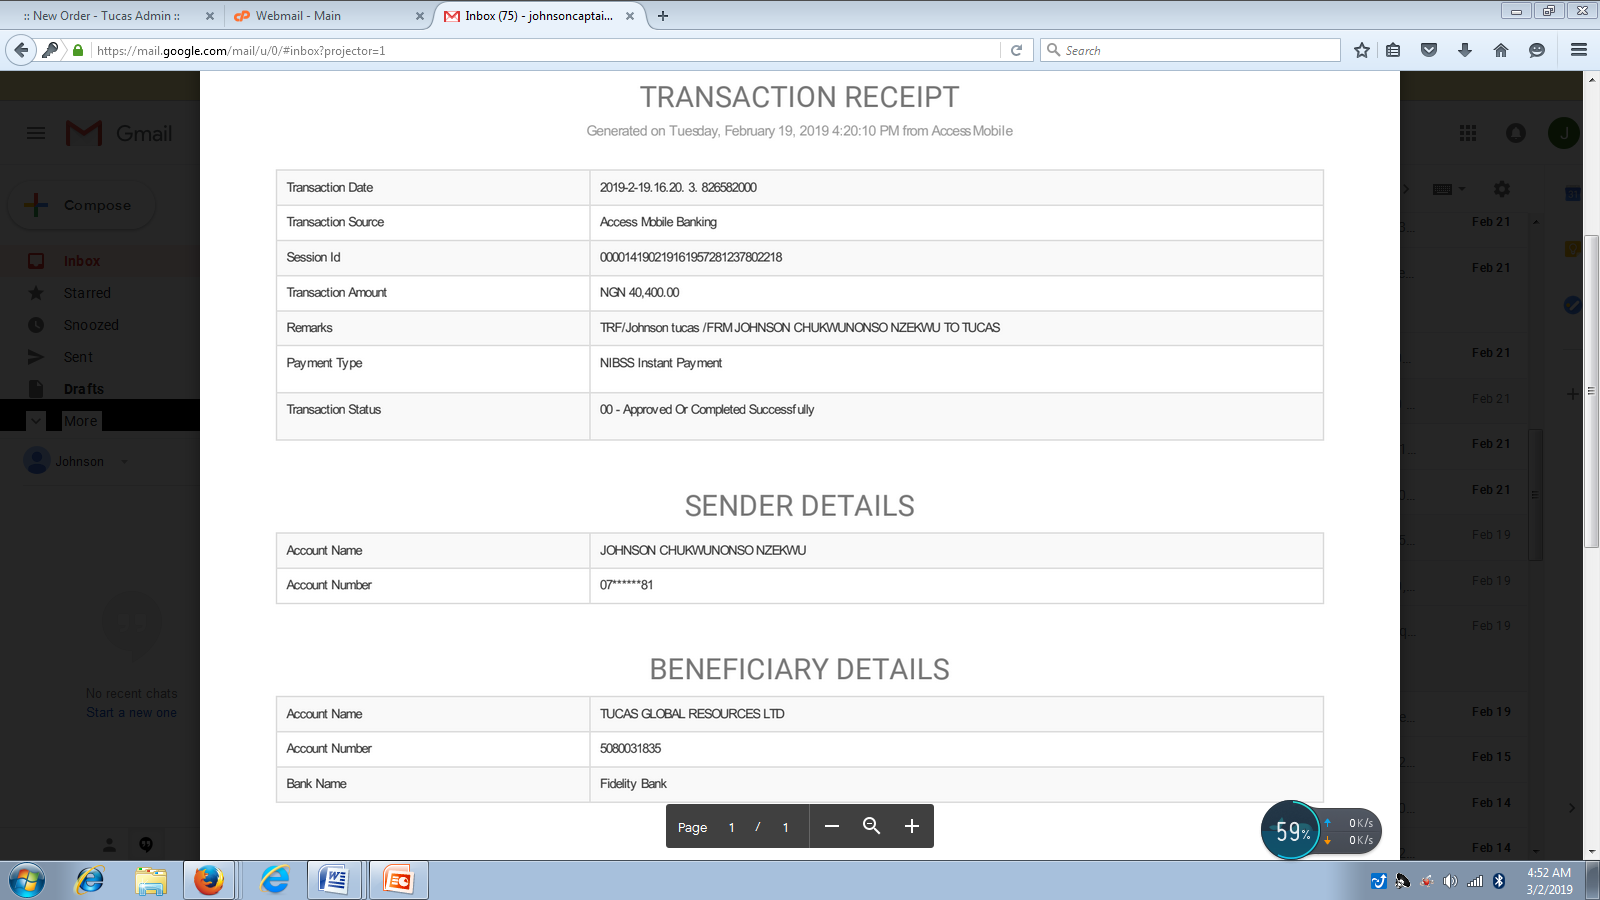 :: New Order - Tucas Admin ::
Webmail - Main
Inbox (75) - johnsoncaptai...
https://mail.google.com/mail/u/0/#inbox?projector=1
Search
Gmail
J
Compose
Inbox
Starred
Snoozed
Sent
Drafts
More
Johnson
No recent chats
Start a new one
TRANSACTION RECEIPT
Generated on Tuesday, February 19, 2019 4:20:10 PM from Access Mobile
Transaction Date 2019-2-19.16.20. 3. 826582000
Transaction Source Access Mobile Banking
Session Id 000014190219161957281237802218
Transaction Amount NGN 40,400.00
Remarks TRF/Johnson tucas /FRM JOHNSON CHUKWUNONSO NZEKWU TO TUCAS
Payment Type NIBSS Instant Payment
Transaction Status 00 - Approved Or Completed Successfully
SENDER DETAILS
Account Name JOHNSON CHUKWUNONSO NZEKWU
Account Number 07******81
BENEFICIARY DETAILS
Account Name TUCAS GLOBAL RESOURCES LTD
Account Number 5080031835
Bank Name Fidelity Bank
Page 1 / 1
Feb 21
Feb 21
Feb 21
Feb 21
Feb 21
Feb 21
Feb 19
Feb 19
Feb 19
Feb 19
Feb 15
Feb 14
Feb 14
31
59%
0K/s
0K/s
4:52 AM
3/2/2019